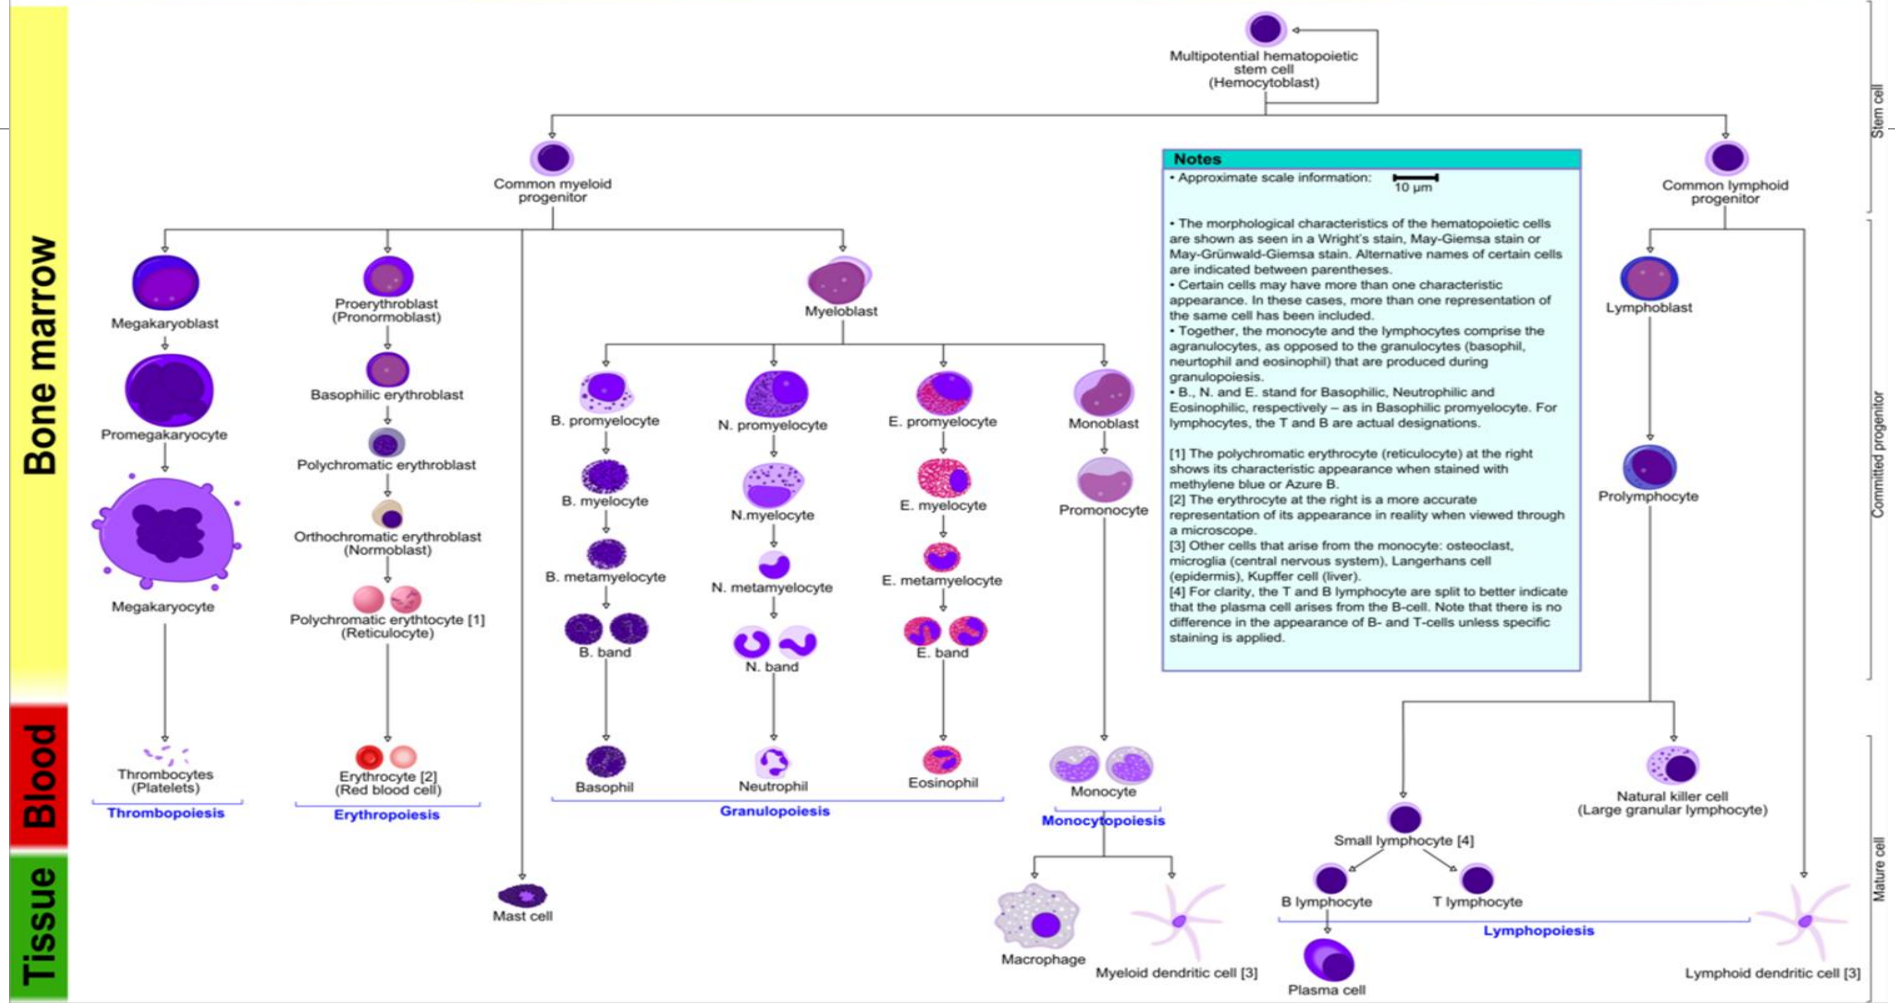 Bone marrow
Blood
Tissue
Stem cell
Committed progenitor
Mature cell
Multipotential hematopoietic
stem cell
(Hemocytoblast)
Common myeloid
progenitor
Common lymphoid
progenitor
Megakaryoblast
Promegakaryocyte
Megakaryocyte
Thrombocytes
(Platelets)
Thrombopoiesis
Proerythroblast
(Pronormoblast)
Basophilic erythroblast
Polychromatic erythroblast
Orthochromatic erythroblast
(Normoblast)
Polychromatic erythtocyte [1]
(Reticulocyte)
Erythrocyte [2]
(Red blood cell)
Erythropoiesis
Mast cell
Myeloblast
B. promyelocyte
B. myelocyte
B. metamyelocyte
B. band
Basophil
N. promyelocyte
N.myelocyte
N. metamyelocyte
N. band
Neutrophil
E. promyelocyte
E. myelocyte
E. metamyelocyte
E. band
Eosinophil
Granulopoiesis
Monoblast
Promonocyte
Monocyte
Monocytopoiesis
Macrophage
Myeloid dendritic cell [3]
Notes
• Approximate scale information:
10 µm
• The morphological characteristics of the hematopoietic cells
are shown as seen in a Wright's stain, May-Giemsa stain or
May-Grünwald-Giemsa stain. Alternative names of certain cells
are indicated between parentheses.
• Certain cells may have more than one characteristic
appearance. In these cases, more than one representation of
the same cell has been included.
• Together, the monocyte and the lymphocytes comprise the
agranulocytes, as opposed to the granulocytes (basophil,
neurtophil and eosinophil) that are produced during
granulopoiesis.
• B., N. and E. stand for Basophilic, Neutrophilic and
Eosinophilic, respectively – as in Basophilic promyelocyte. For
lymphocytes, the T and B are actual designations.
[1] The polychromatic erythrocyte (reticulocyte) at the right
shows its characteristic appearance when stained with
methylene blue or Azure B.
[2] The erythrocyte at the right is a more accurate
representation of its appearance in reality when viewed through
a microscope.
[3] Other cells that arise from the monocyte: osteoclast,
microglia (central nervous system), Langerhans cell
(epidermis), Kupffer cell (liver).
[4] For clarity, the T and B lymphocyte are split to better indicate
that the plasma cell arises from the B-cell. Note that there is no
difference in the appearance of B- and T-cells unless specific
staining is applied.
Lymphoblast
Prolymphocyte
Natural killer cell
(Large granular lymphocyte)
Small lymphocyte [4]
B lymphocyte
T lymphocyte
Lymphopoiesis
Plasma cell
Lymphoid dendritic cell [3]